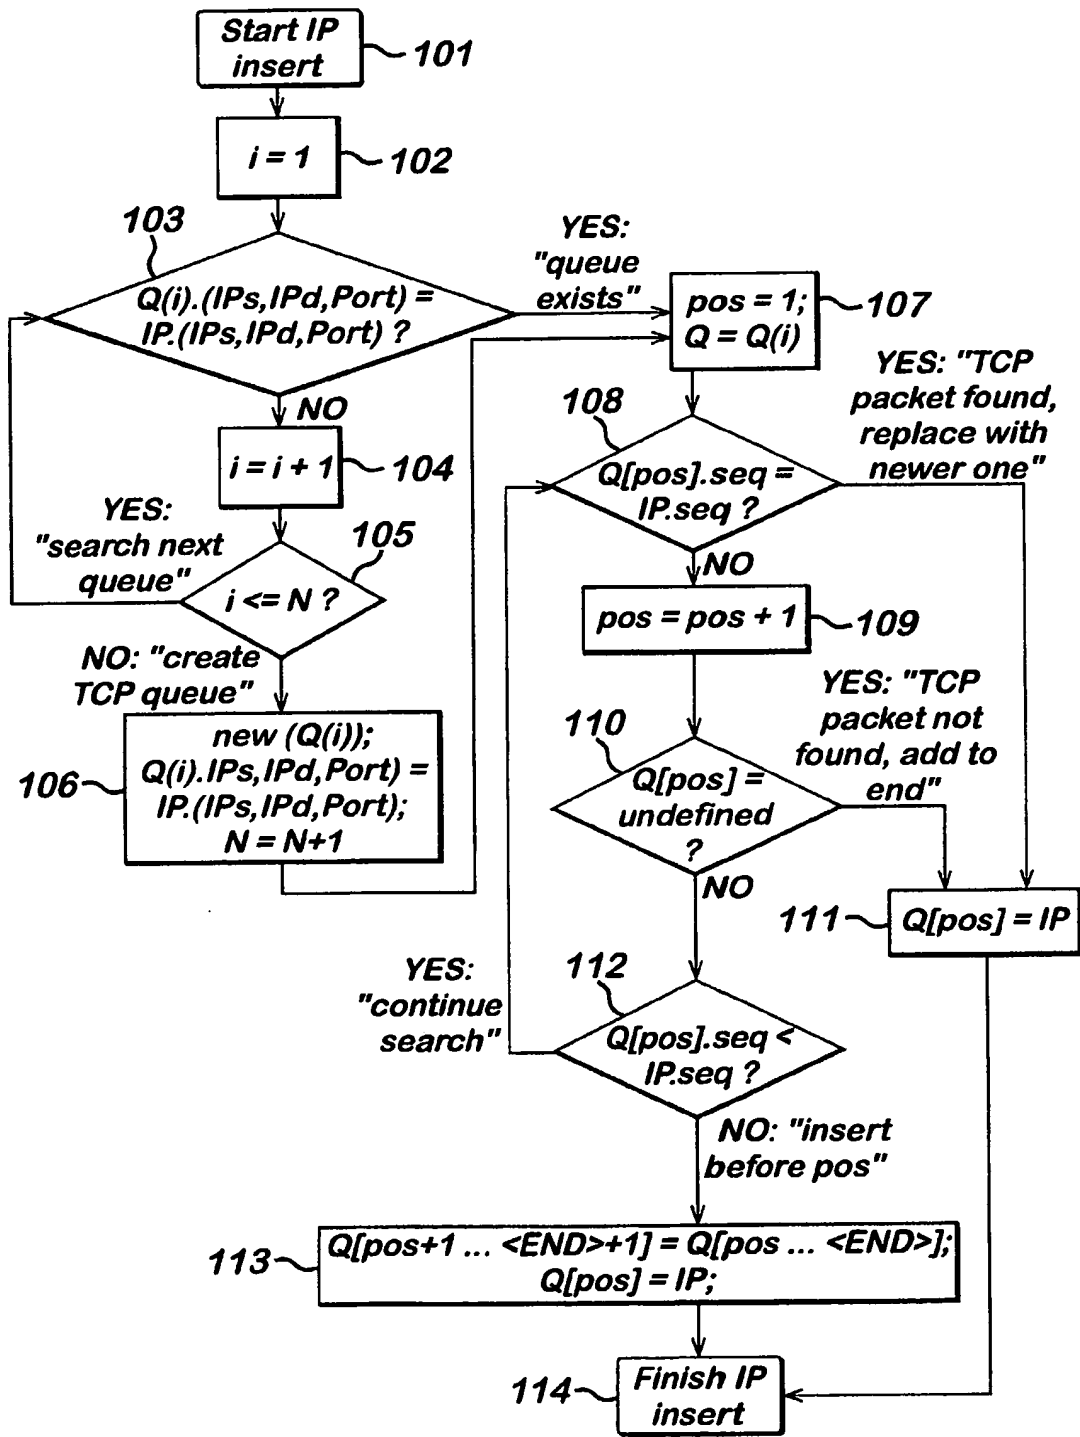 Start IP
insert
101
i = 1
102
103
Q(i).(IPs,IPd,Port) =
IP.(IPs,IPd,Port) ?
YES:
"queue
exists"
pos = 1;
Q = Q(i)
107
NO
i = i + 1
104
YES:
"search next
queue"
105
i <= N ?
NO: "create
TCP queue"
106
new (Q(i));
Q(i).IPs,IPd,Port) =
IP.(IPs,IPd,Port);
N = N+1
108
Q[pos].seq =
IP.seq ?
YES: "TCP
packet found,
replace with
newer one"
NO
pos = pos + 1
109
110
Q[pos] =
undefined
?
YES: "TCP
packet not
found, add to
end"
NO
111
Q[pos] = IP
YES:
"continue
search"
112
Q[pos].seq <
IP.seq ?
NO: "insert
before pos"
113
Q[pos+1 ... <END>+1] = Q[pos ... <END>];
Q[pos] = IP;
114
Finish IP
insert